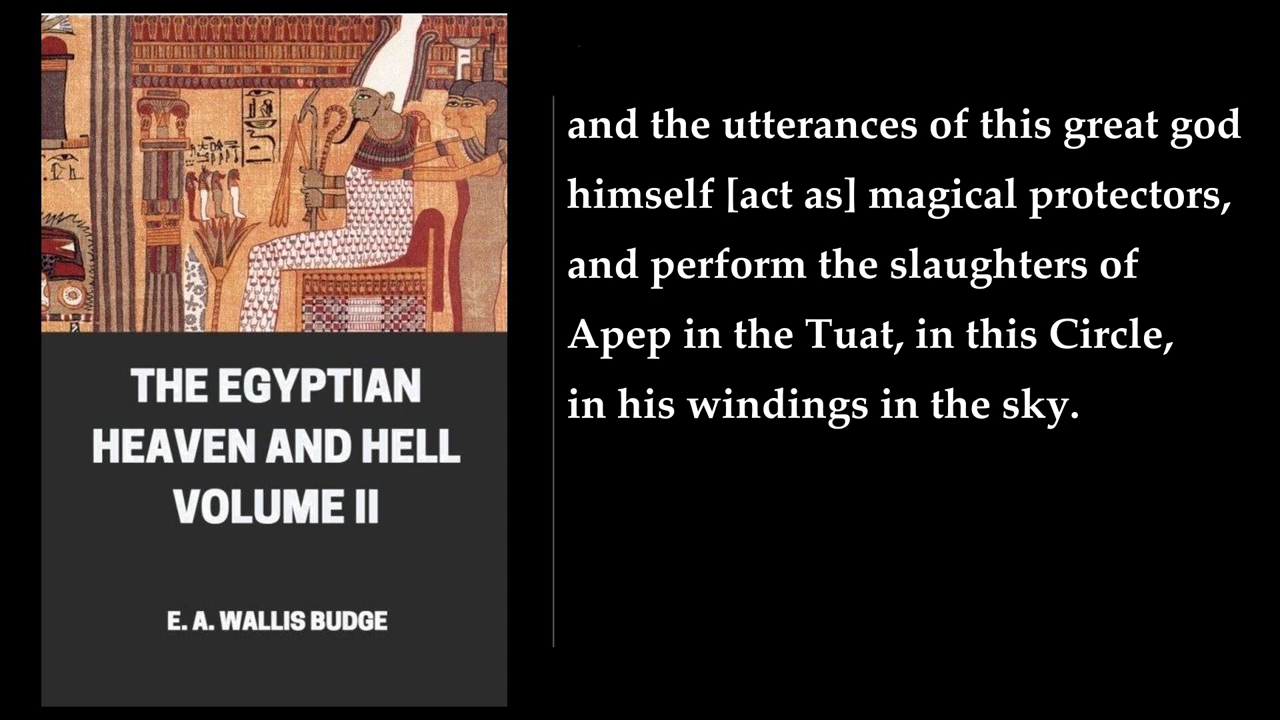 THE EGYPTIAN
HEAVEN AND HELL
VOLUME II
E. A. WALLIS BUDGE
and the utterances of this great god
himself [act as] magical protectors,
and perform the slaughters of
Apep in the Tuat, in this Circle,
in his windings in the sky.